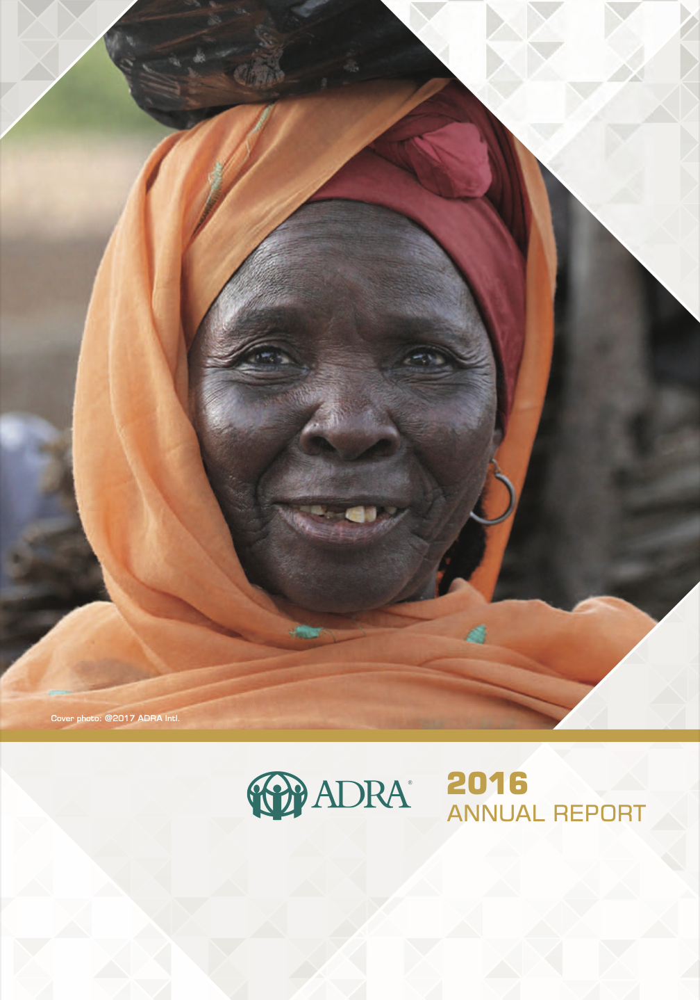 Cover photo: @2017 ADRA Intl.
ADRA®
2016
ANNUAL REPORT